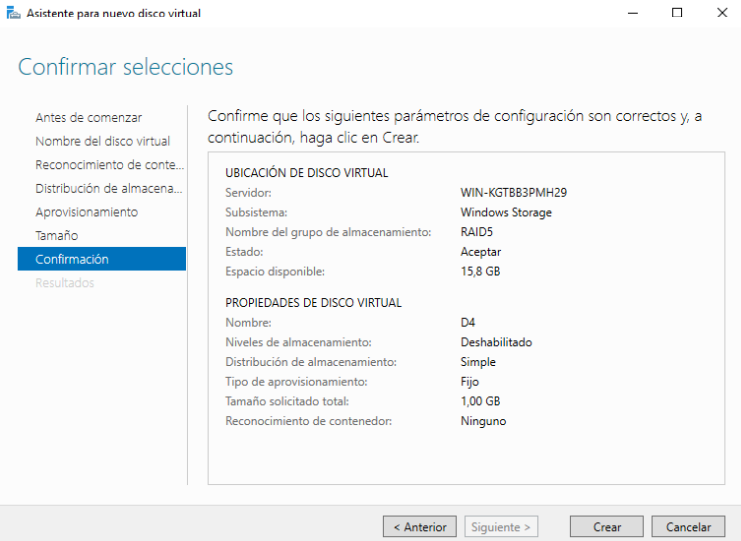 Asistente para nuevo disco virtual
Confirmar selecciones
Antes de comenzar
Nombre del disco virtual
Reconocimiento de conte...
Distribución de almacena...
Aprovisionamiento
Tamaño
Confirmación
Resultados
Confirme que los siguientes parámetros de configuración son correctos y, a
continuación, haga clic en Crear.
UBICACIÓN DE DISCO VIRTUAL
Servidor: WIN-KGTBB3PMH29
Subsistema: Windows Storage
Nombre del grupo de almacenamiento: RAID5
Estado: Aceptar
Espacio disponible: 15,8 GB
PROPIEDADES DE DISCO VIRTUAL
Nombre: D4
Niveles de almacenamiento: Deshabilitado
Distribución de almacenamiento: Simple
Tipo de aprovisionamiento: Fijo
Tamaño solicitado total: 1,00 GB
Reconocimiento de contenedor: Ninguno
< Anterior Siguiente > Crear Cancelar